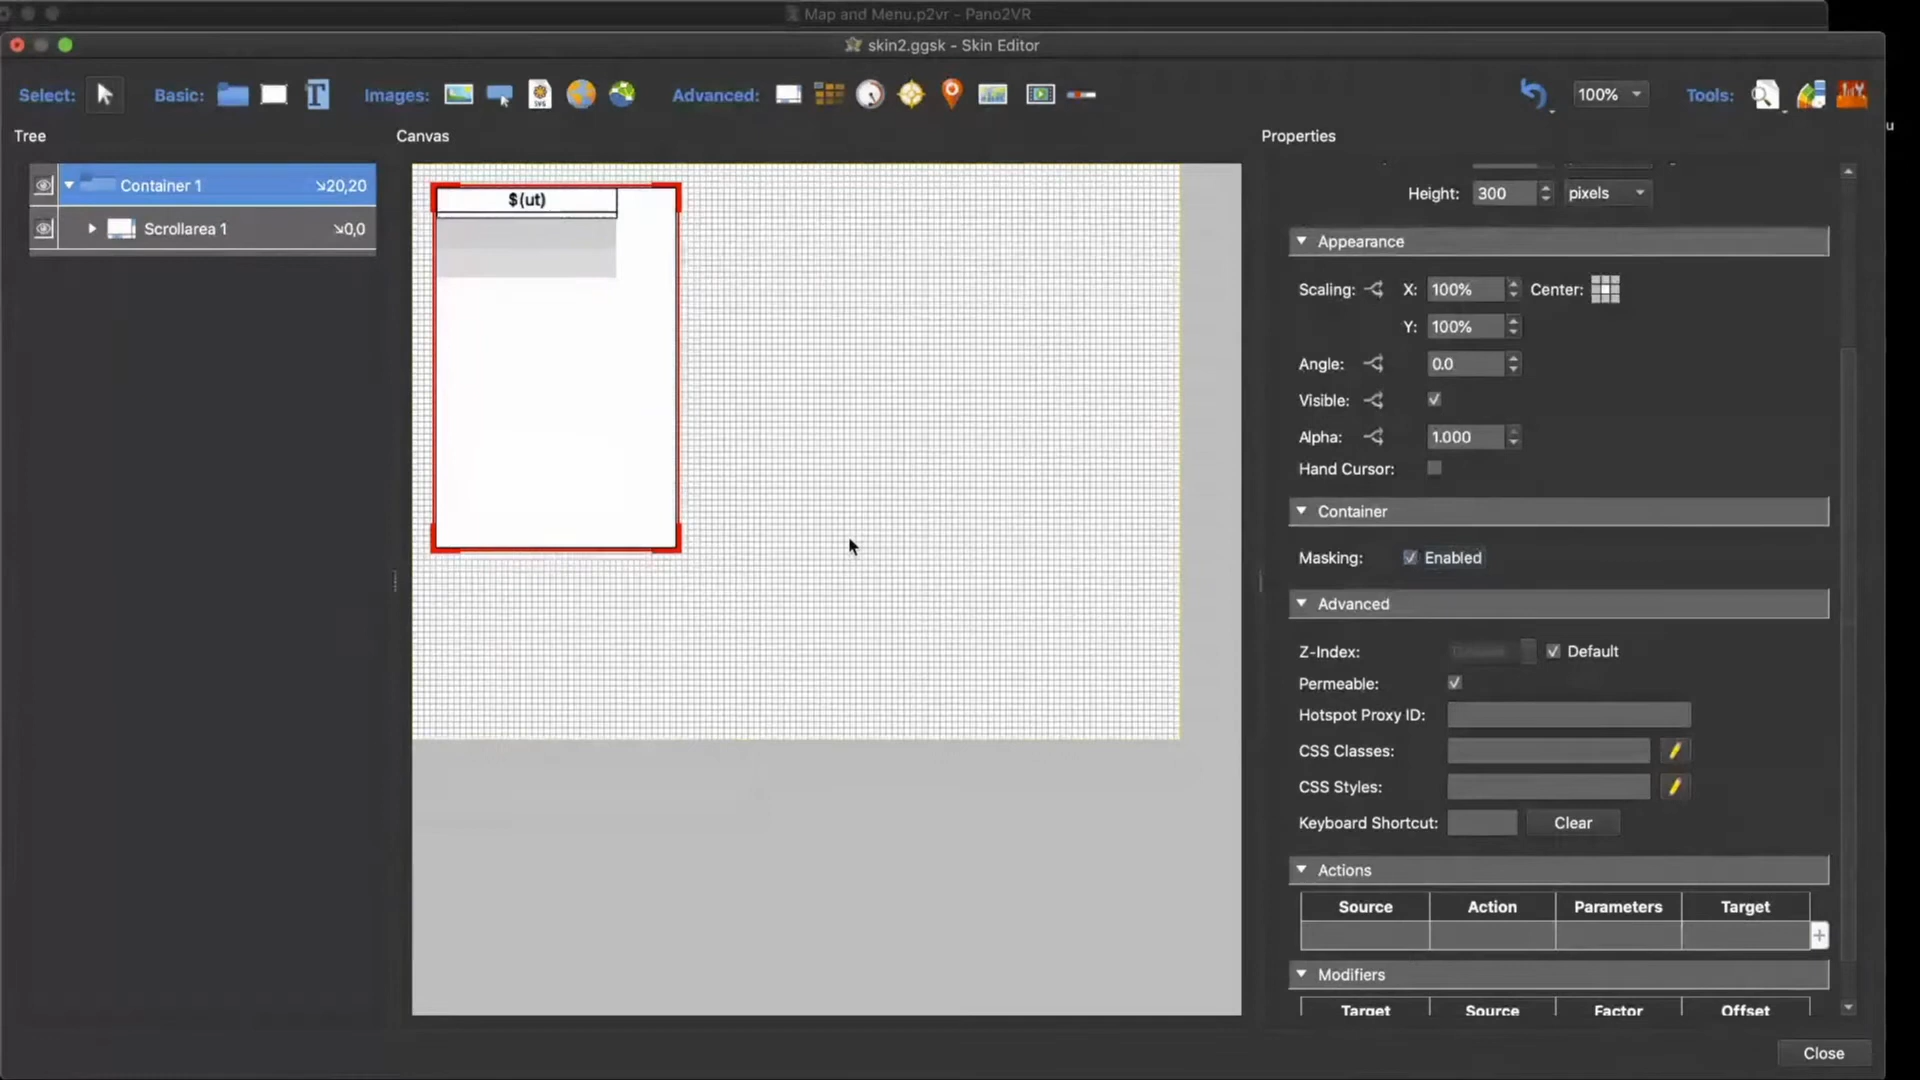 Map and Menu.p2vr - Pano2VR
skin2.ggsk - Skin Editor
Select: Basic: T Images: SVG Advanced: 100% Tools:
Tree
Canvas
Properties
Container 1 20,20
Scrollarea 1 0,0
$(ut)
Height: 300 pixels
Appearance
Scaling: X: 100% Center:
Y: 100%
Angle: 0.0
Visible:
Alpha: 1.000
Hand Cursor:
Container
Masking: Enabled
Advanced
Z-Index: Default
Permeable:
Hotspot Proxy ID:
CSS Classes:
CSS Styles:
Keyboard Shortcut: Clear
Actions
Source Action Parameters Target
+
Modifiers
Target Source Factor Offset
Close
u